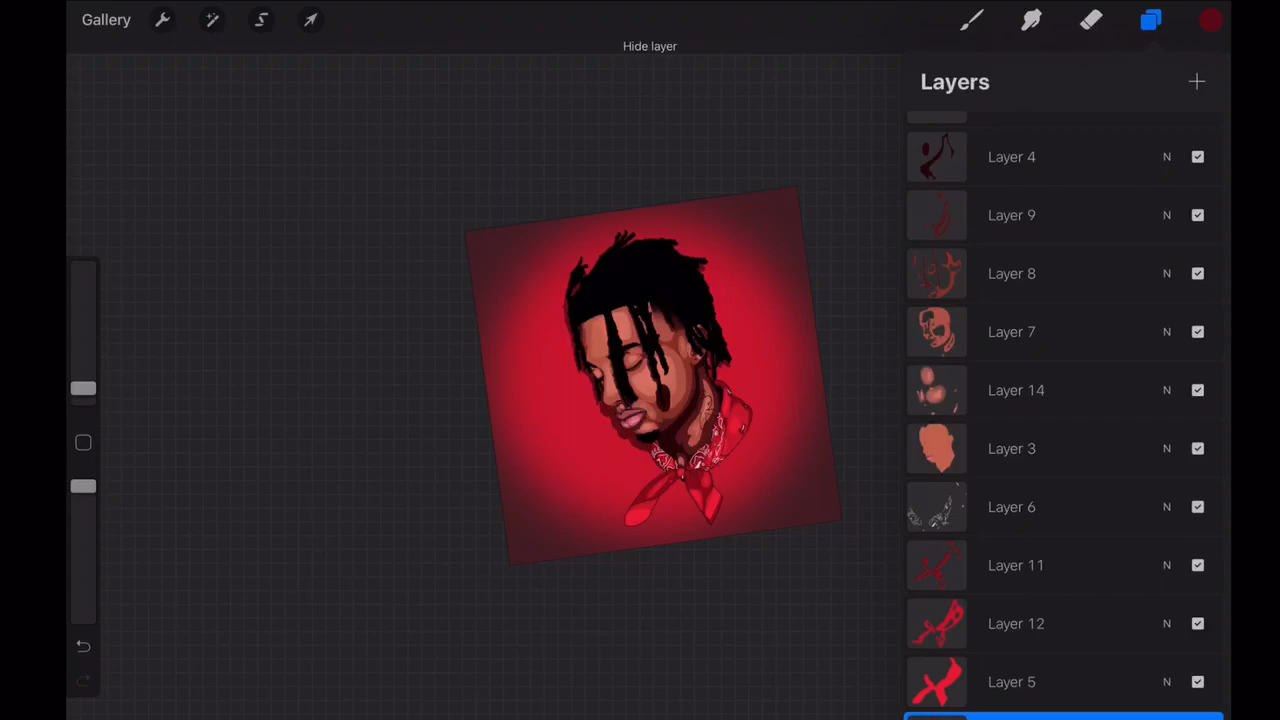 Gallery
Hide layer
Layers
Layer 4 N
Layer 9 N
Layer 8 N
Layer 7 N
Layer 14 N
Layer 3 N
Layer 6 N
Layer 11 N
Layer 12 N
Layer 5 N